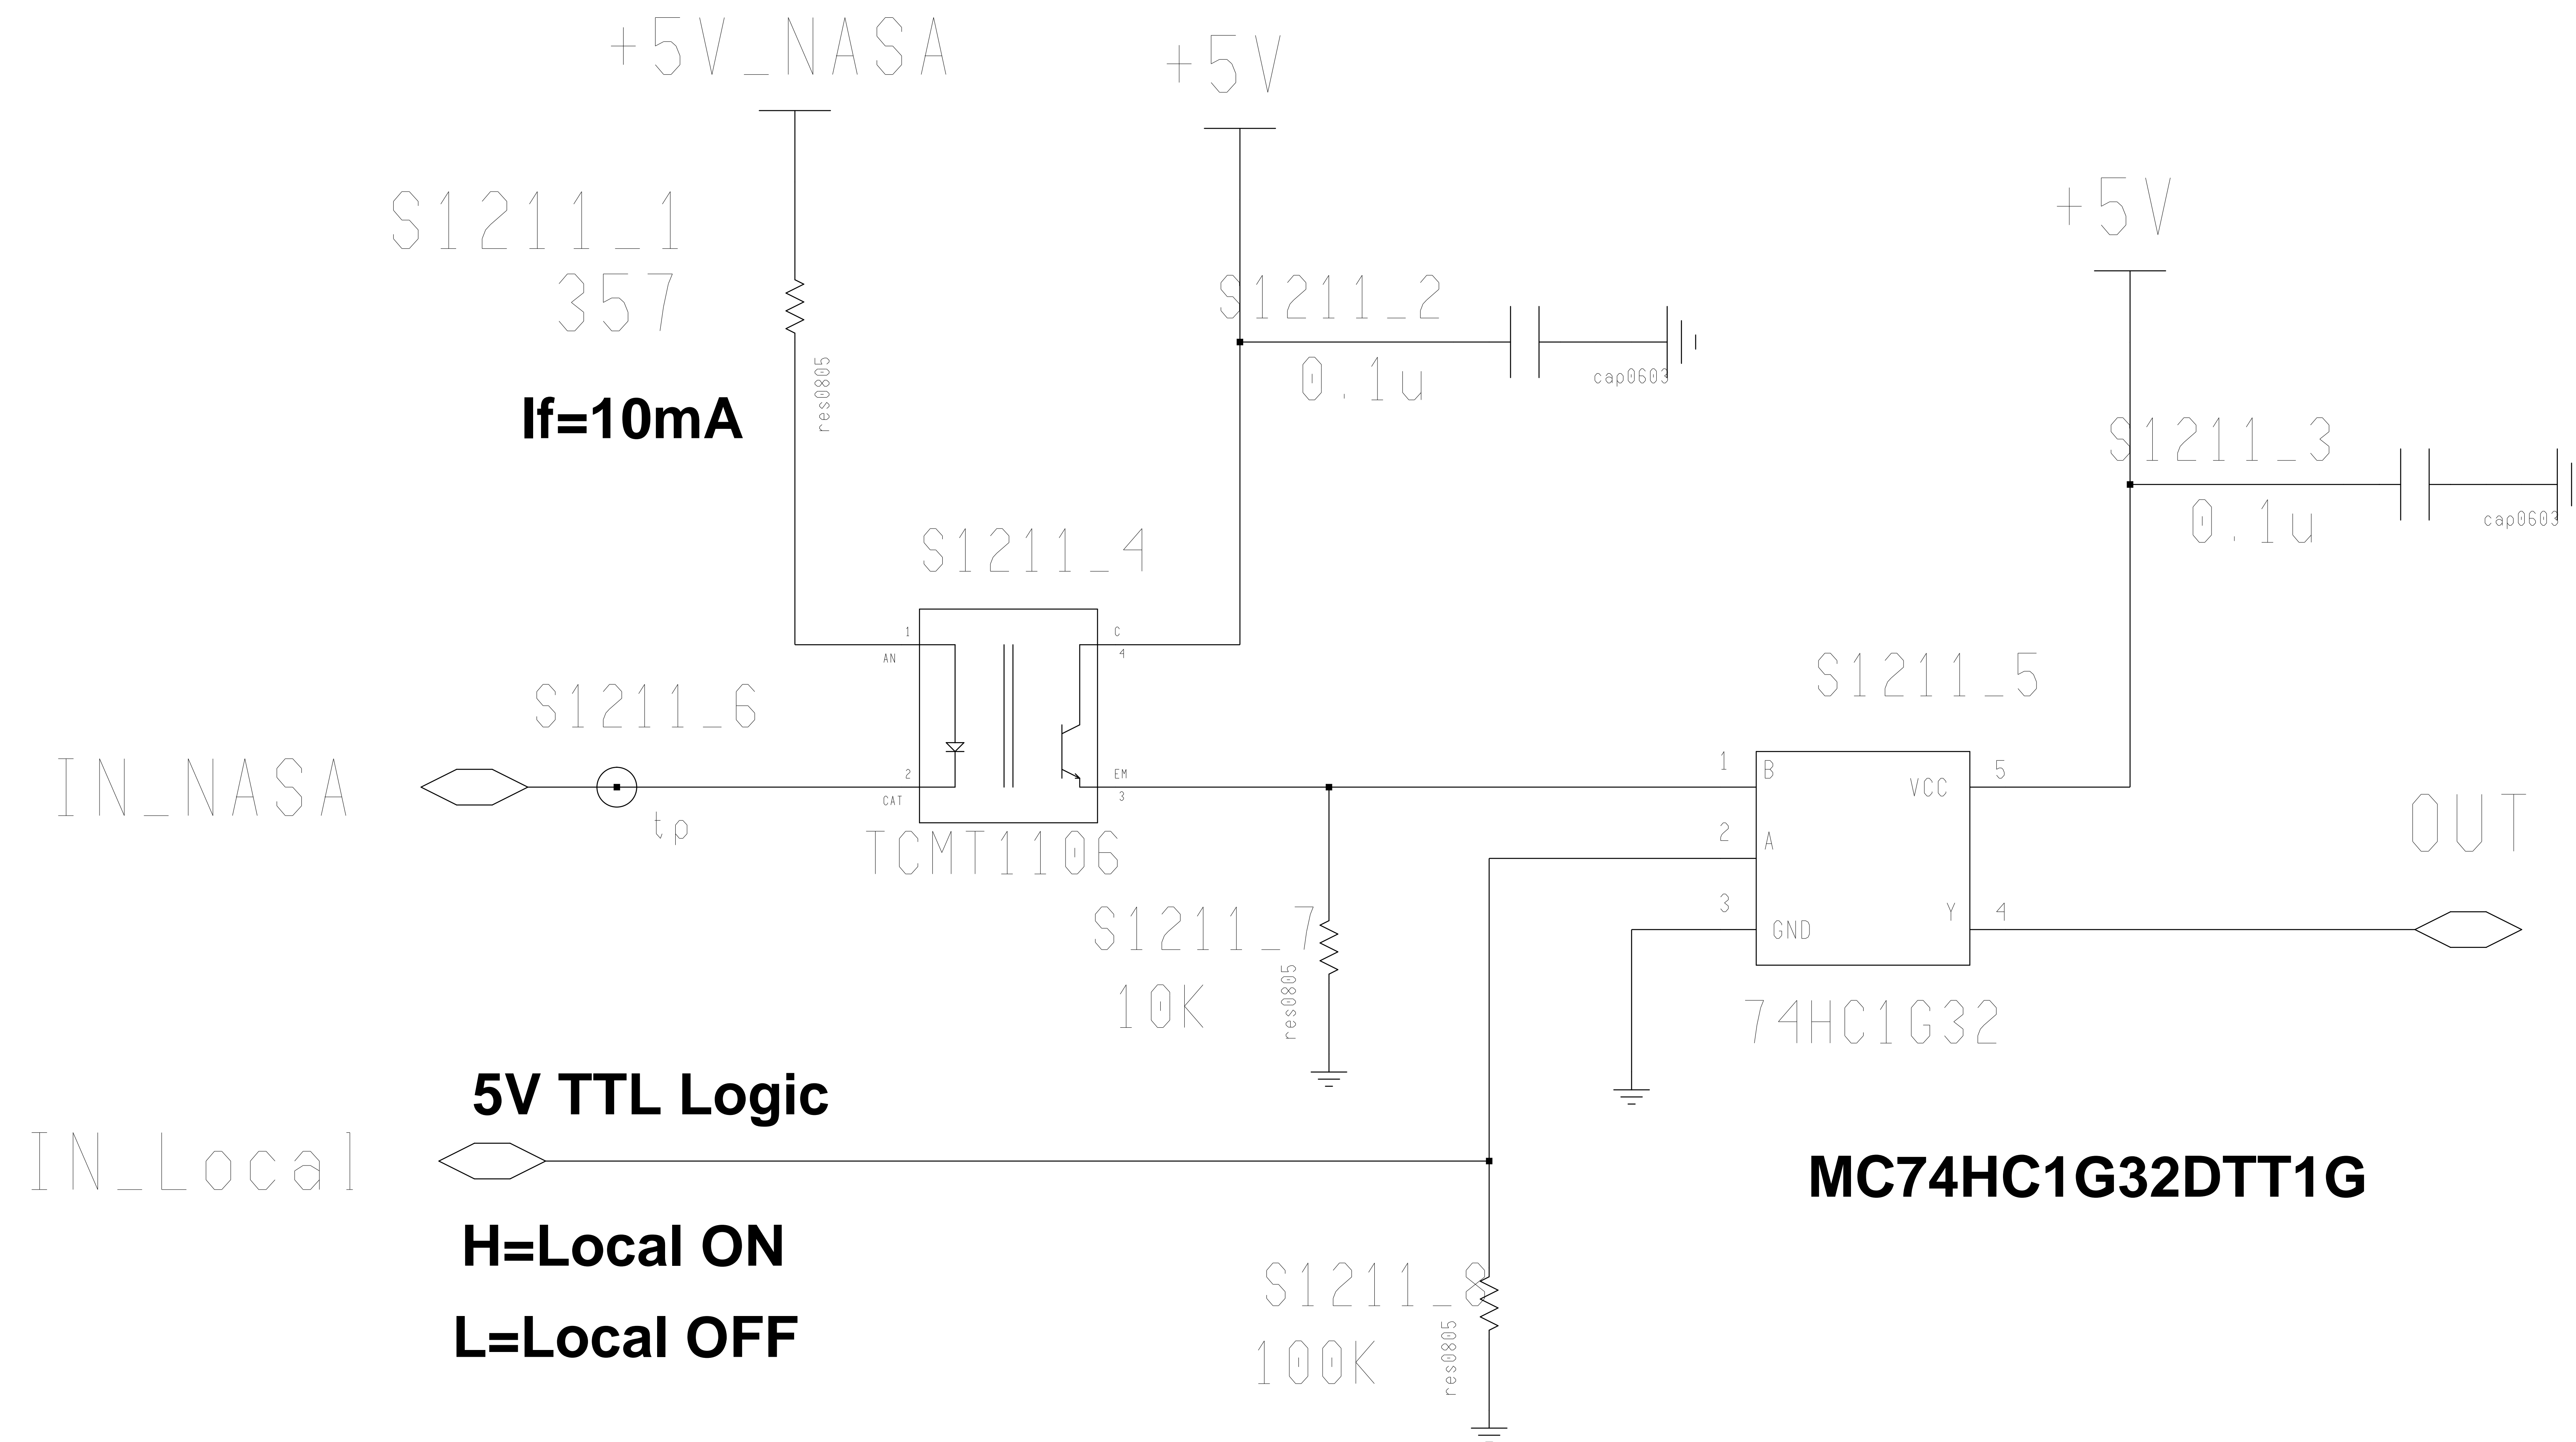 +5V_NASA
+5V
+5V
S1211_1
357
res0805
If=10mA
S1211_2
0.1u
cap0603
S1211_3
0.1u
cap0603
S1211_4
1
AN
C
4
2
CAT
EM
3
TCMT1106
S1211_6
IN_NASA
tp
S1211_5
1
B
VCC
5
2
A
3
GND
Y
4
OUT
74HC1G32
S1211_7
10K
res0805
5V TTL Logic
IN_Local
H=Local ON
L=Local OFF
MC74HC1G32DTT1G
S1211_8
100K
res0805